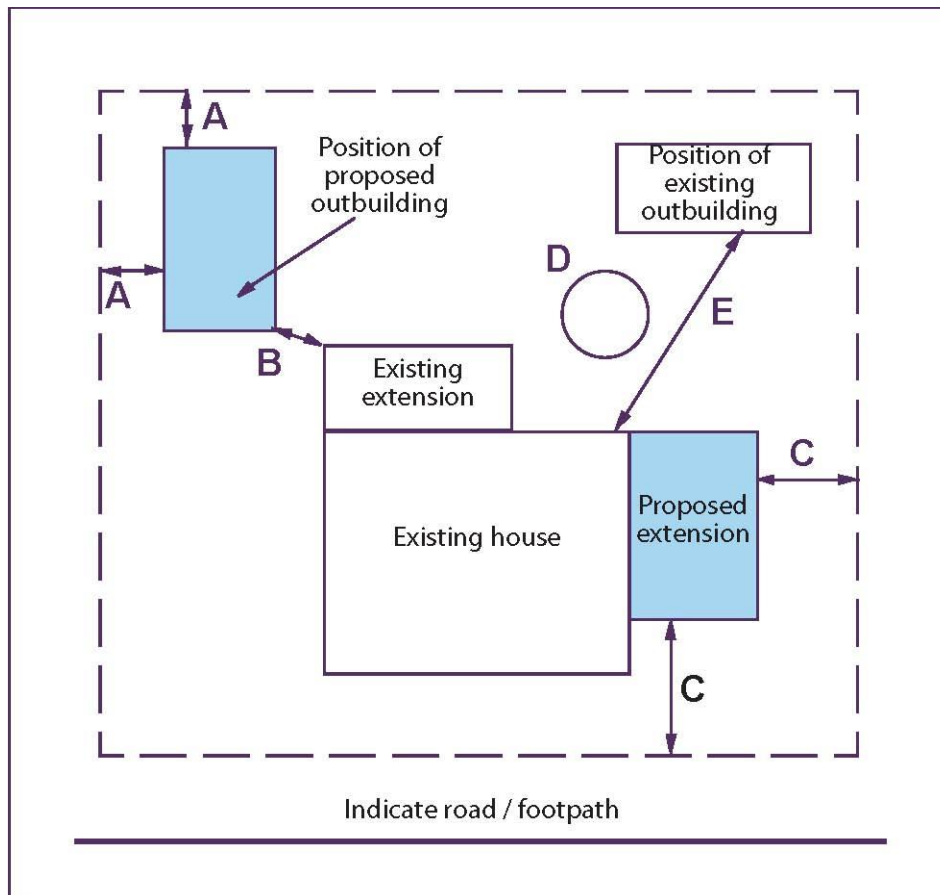 A
Position of
proposed
outbuilding
Position of
existing
outbuilding
D
A
E
B
Existing
extension
C
Existing house
Proposed
extension
C
Indicate road / footpath